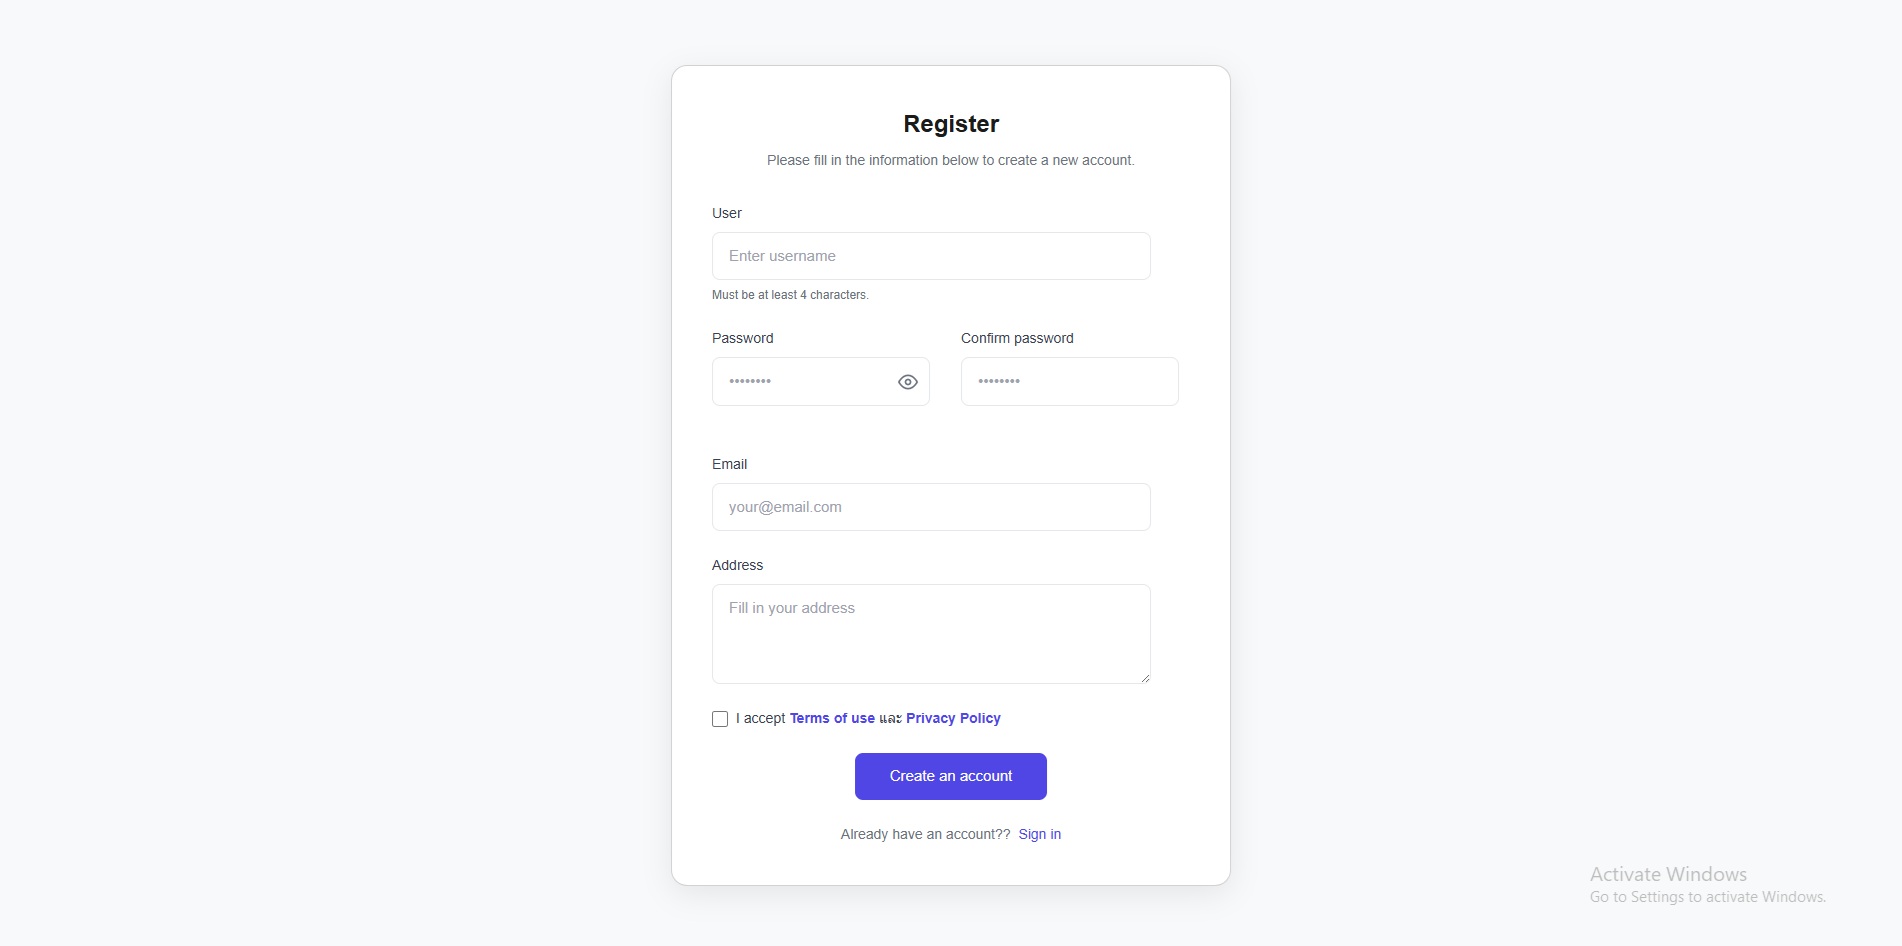 Register
Please fill in the information below to create a new account.
User
Enter username
Must be at least 4 characters.
Password
Confirm password
••••••••
••••••••
Email
your@email.com
Address
Fill in your address
I accept Terms of use และ Privacy Policy
Create an account
Already have an account?? Sign in
Activate Windows
Go to Settings to activate Windows.